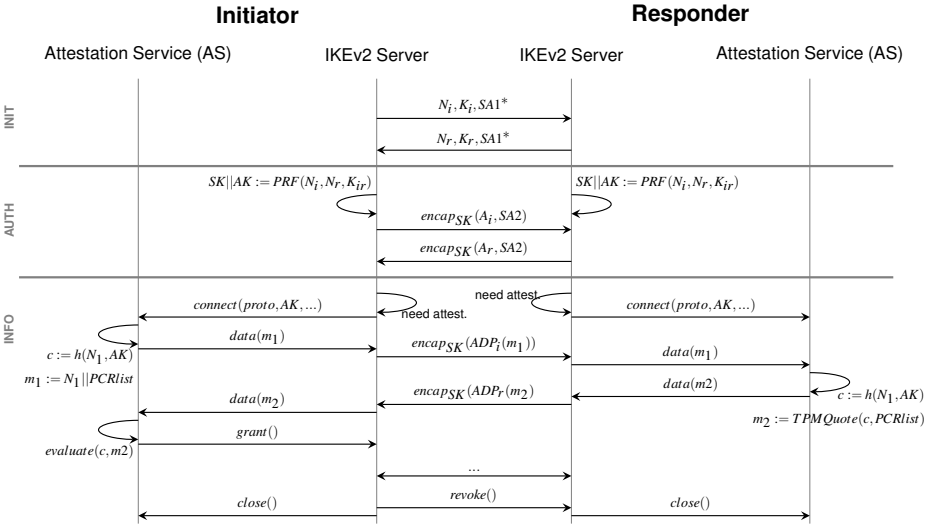 Initiator Responder
Attestation Service (AS) IKEv2 Server IKEv2 Server Attestation Service (AS)
INIT
N_i, K_i, SA1*
N_r, K_r, SA1*
AUTH
SK||AK := PRF(N_i, N_r, K_ir) SK||AK := PRF(N_i, N_r, K_ir)
encap_SK(A_i, SA2)
encap_SK(A_r, SA2)
INFO
connect(proto, AK, ...) need attest. need attest. connect(proto, AK, ...)
data(m_1) encap_SK(ADP_i(m_1))
c := h(N_1, AK) data(m_1)
m_1 := N_1||PCRlist
data(m_2) encap_SK(ADP_r(m_2) data(m2) c := h(N_1, AK)
m_2 := TPMQuote(c, PCRlist)
grant()
evaluate(c, m2)
...
revoke()
close() close()